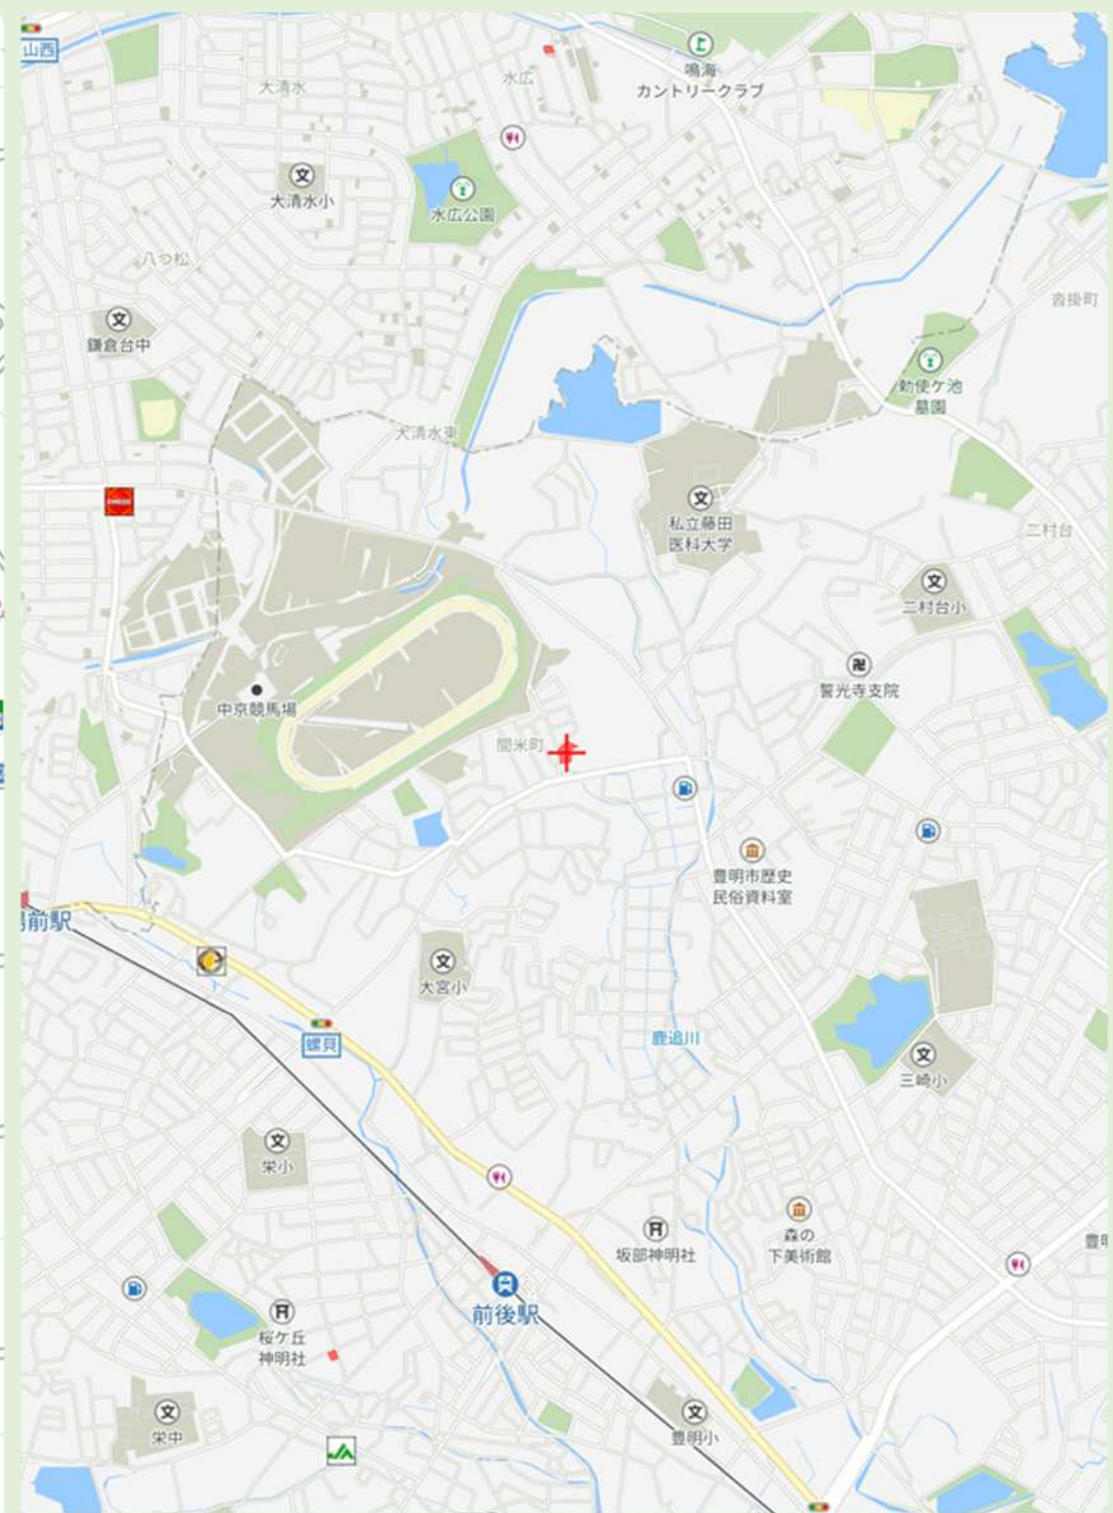 山西
大清水
水広
鳴海
カントリークラブ
大清水小
水広公園
八つ松
沓掛町
鎌倉台中
勅使ケ池
墓園
大清水東
私立藤田
医科大学
二村台
二村台小
誓光寺支院
中京競馬場
間米町
豊明市歴史
民俗資料室
前駅
大宮小
螺貝
鹿追川
三崎小
栄小
坂部神明社
森の
下美術館
豊明
前後駅
桜ケ丘
神明社
栄中
豊明小